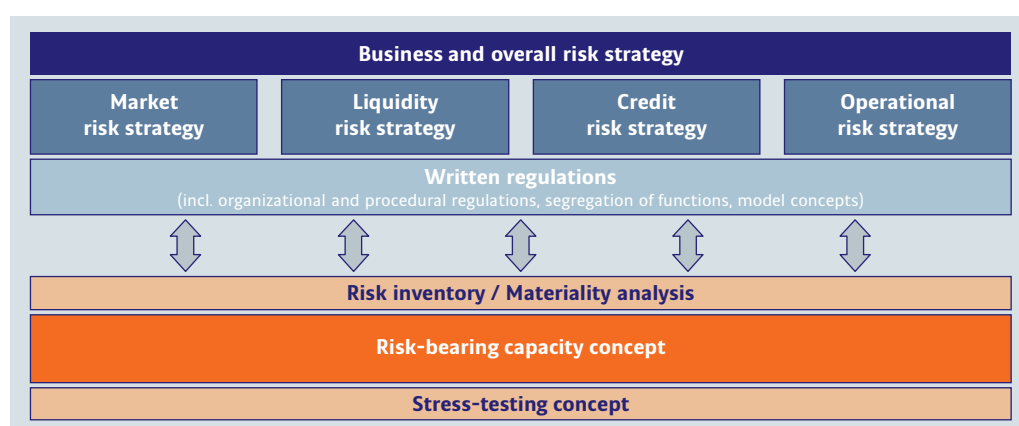 Business and overall risk strategy
Market
risk strategy
Liquidity
risk strategy
Credit
risk strategy
Operational
risk strategy
Written regulations
(incl. organizational and procedural regulations, segregation of functions, model concepts)
Risk inventory / Materiality analysis
Risk-bearing capacity concept
Stress-testing concept